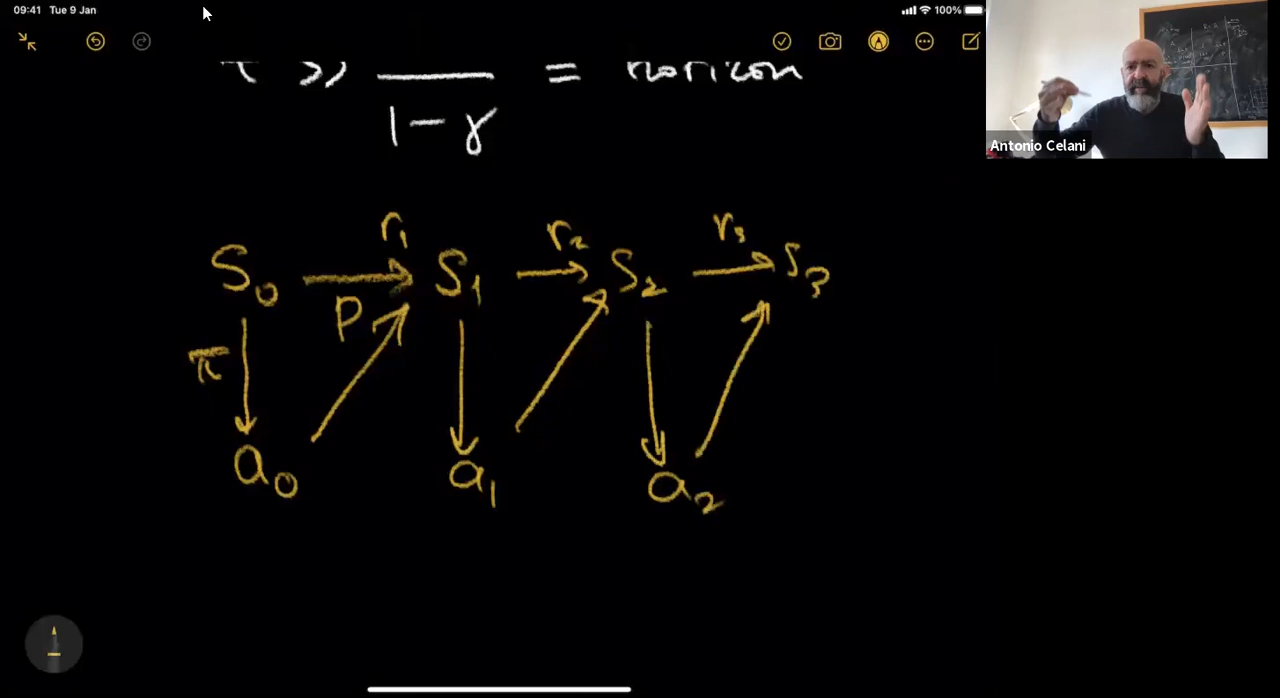 09:41 Tue 9 Jan 100%
= horizon
1 - γ
r₁ r₂ r₃
S₀ S₁ S₂ S₃
P
π
a₀ a₁ a₂
Antonio Celani